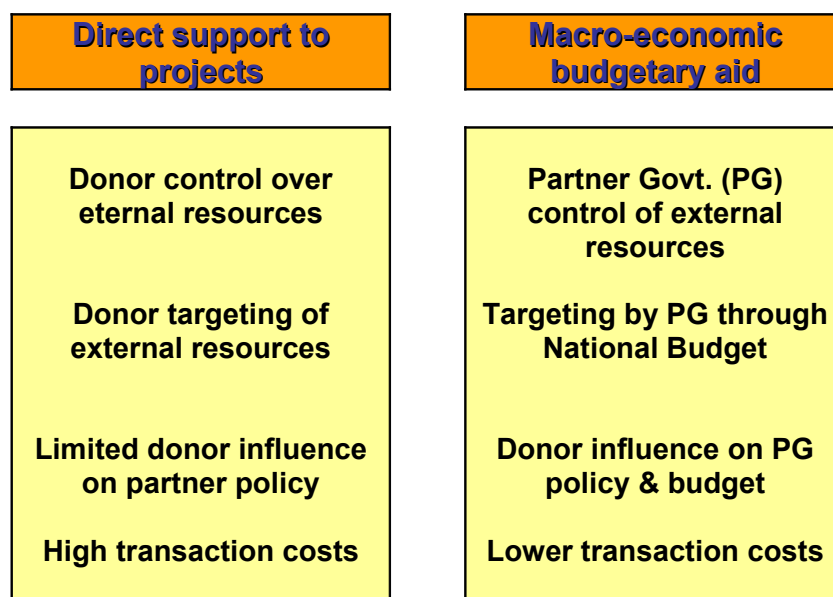 Direct support to
projects
Macro-economic
budgetary aid
Donor control over
eternal resources
Donor targeting of
external resources
Limited donor influence
on partner policy
High transaction costs
Partner Govt. (PG)
control of external
resources
Targeting by PG through
National Budget
Donor influence on PG
policy & budget
Lower transaction costs